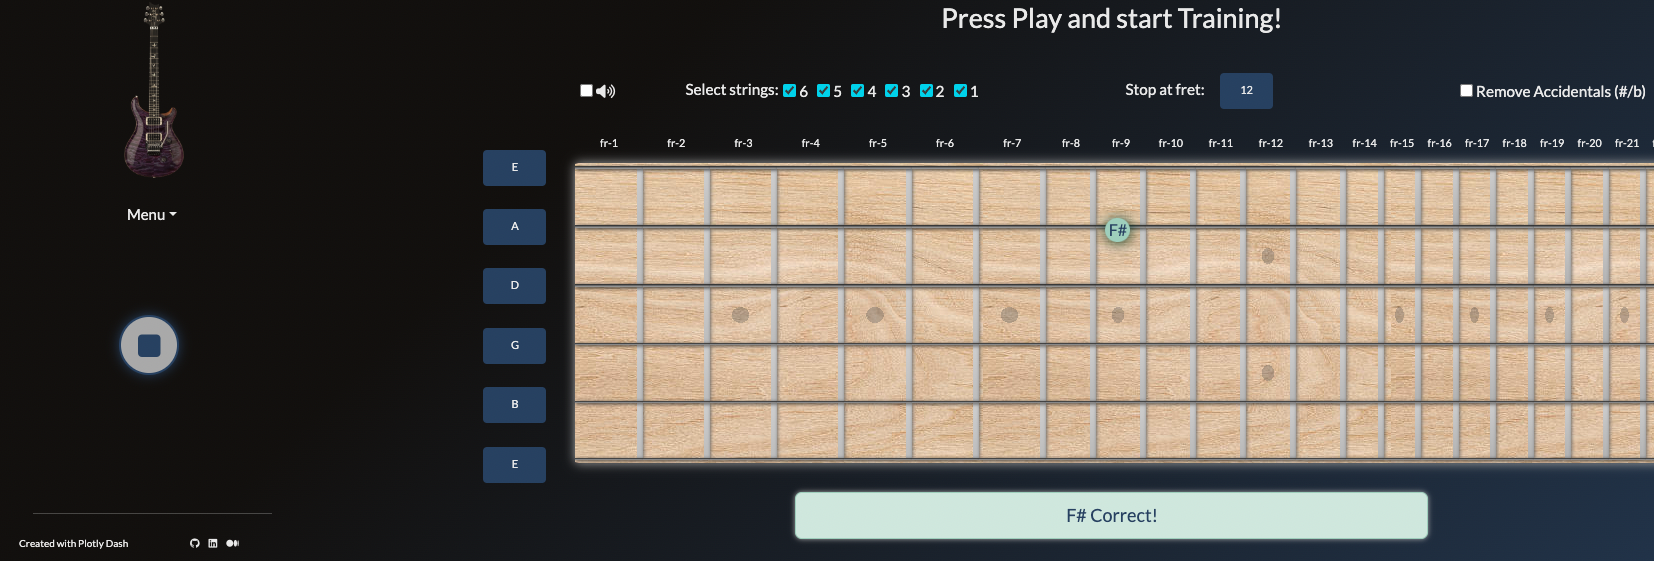 Press Play and start Training!
Select strings: 6 5 4 3 2 1
Stop at fret: 12
Remove Accidentals (#/b)
fr-1 fr-2 fr-3 fr-4 fr-5 fr-6 fr-7 fr-8 fr-9 fr-10 fr-11 fr-12 fr-13 fr-14 fr-15 fr-16 fr-17 fr-18 fr-19 fr-20 fr-21
E
Menu
A
F#
D
G
B
E
F# Correct!
Created with Plotly Dash